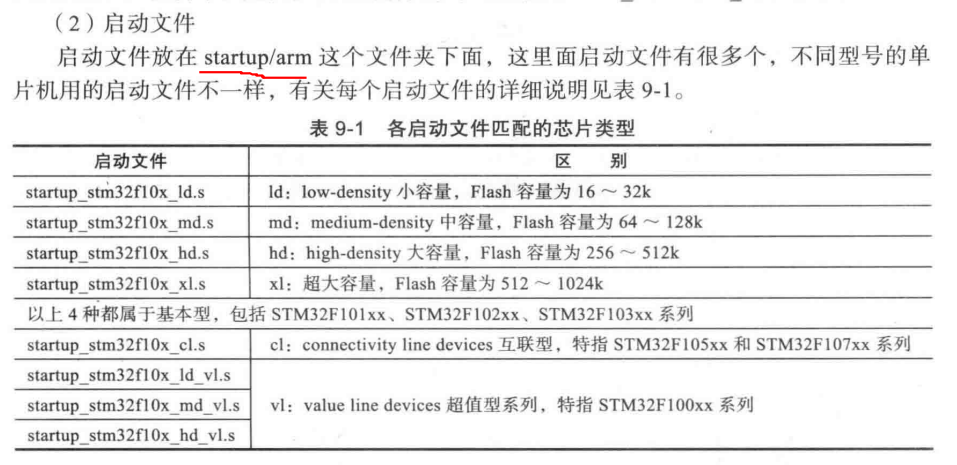 （2）启动文件
启动文件放在 startup/arm 这个文件夹下面，这里面启动文件有很多个，不同型号的单
片机用的启动文件不一样，有关每个启动文件的详细说明见表 9-1。
表 9-1 各启动文件匹配的芯片类型
启动文件 区 别
startup_stm32f10x_ld.s ld：low-density 小容量，Flash 容量为 16 ～ 32k
startup_stm32f10x_md.s md：medium-density 中容量，Flash 容量为 64 ～ 128k
startup_stm32f10x_hd.s hd：high-density 大容量，Flash 容量为 256 ～ 512k
startup_stm32f10x_xl.s xl：超大容量，Flash 容量为 512 ～ 1024k
以上 4 种都属于基本型，包括 STM32F101xx、STM32F102xx、STM32F103xx 系列
startup_stm32f10x_cl.s cl：connectivity line devices 互联型，特指 STM32F105xx 和 STM32F107xx 系列
startup_stm32f10x_ld_vl.s
startup_stm32f10x_md_vl.s vl：value line devices 超值型系列，特指 STM32F100xx 系列
startup_stm32f10x_hd_vl.s